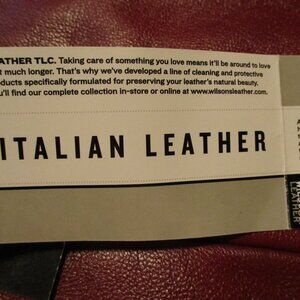 ATHER TLC. Taking care of something you love means it'll be around to love
t much longer. That's why we've developed a line of cleaning and protective
ducts specifically formulated for preserving your leather's natural beauty.
u'll find our complete collection in-store or online at www.wilsonsleather.com.
ITALIAN LEATHER
LEATHER